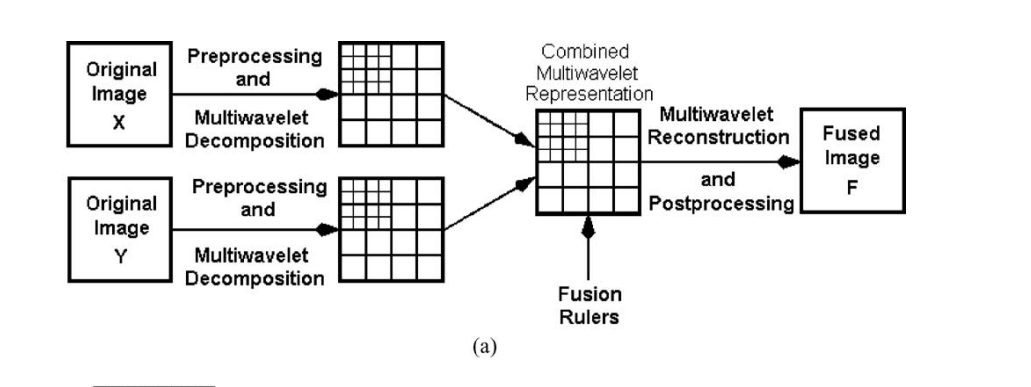 Original
Image
X
Preprocessing
and
Multiwavelet
Decomposition
Original
Image
Y
Preprocessing
and
Multiwavelet
Decomposition
Combined
Multiwavelet
Representation
Fusion
Rulers
Multiwavelet
Reconstruction
and
Postprocessing
Fused
Image
F
(a)